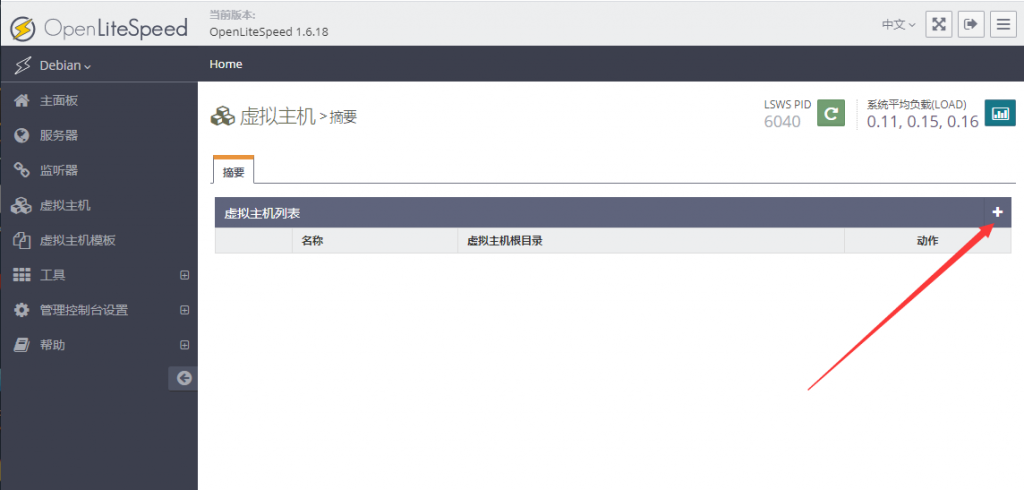 OpenLiteSpeed
当前版本:
OpenLiteSpeed 1.6.18
中文
Debian
Home
主面板
服务器
监听器
虚拟主机
虚拟主机模板
工具
管理控制台设置
帮助
虚拟主机 > 摘要
LSWS PID
6040
系统平均负载(LOAD)
0.11, 0.15, 0.16
摘要
虚拟主机列表
名称 虚拟主机根目录 动作